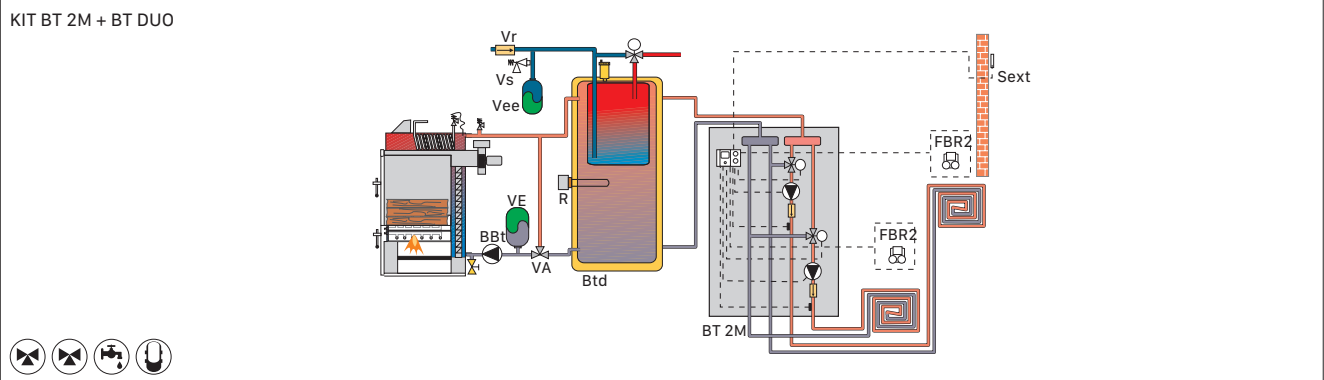 KIT BT 2M + BT DUO
Vr
Vs
Vee
Sext
FBR2
R
VE
BBt
VA
FBR2
Btd
BT 2M